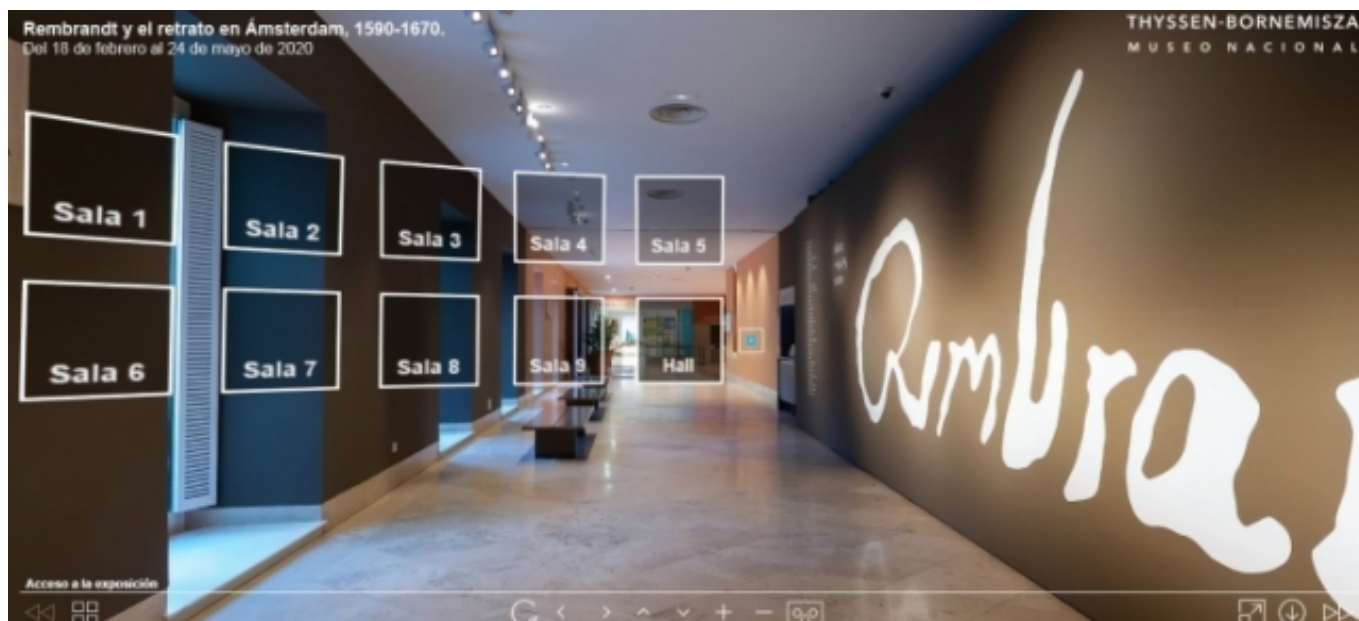 Rembrandt y el retrato en Ámsterdam, 1590-1670.
Del 18 de febrero al 24 de mayo de 2020
THYSSEN-BORNEMISZA
MUSEO NACIONAL
Sala 1
Sala 2
Sala 3
Sala 4
Sala 5
Sala 6
Sala 7
Sala 8
Sala 9
Hall
Rembra
Acceso a la exposición